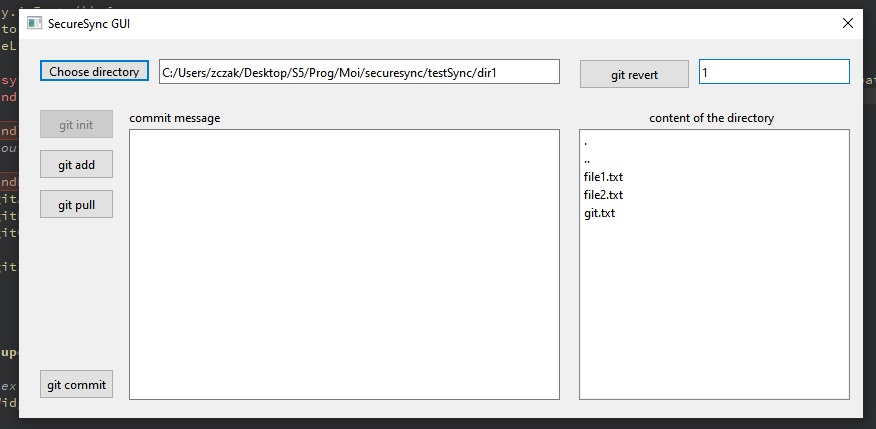 SecureSync GUI
Choose directory
C:/Users/zczak/Desktop/S5/Prog/Moi/securesync/testSync/dir1
git revert
1
git init
commit message
content of the directory
git add
git pull
.
..
file1.txt
file2.txt
git.txt
git commit